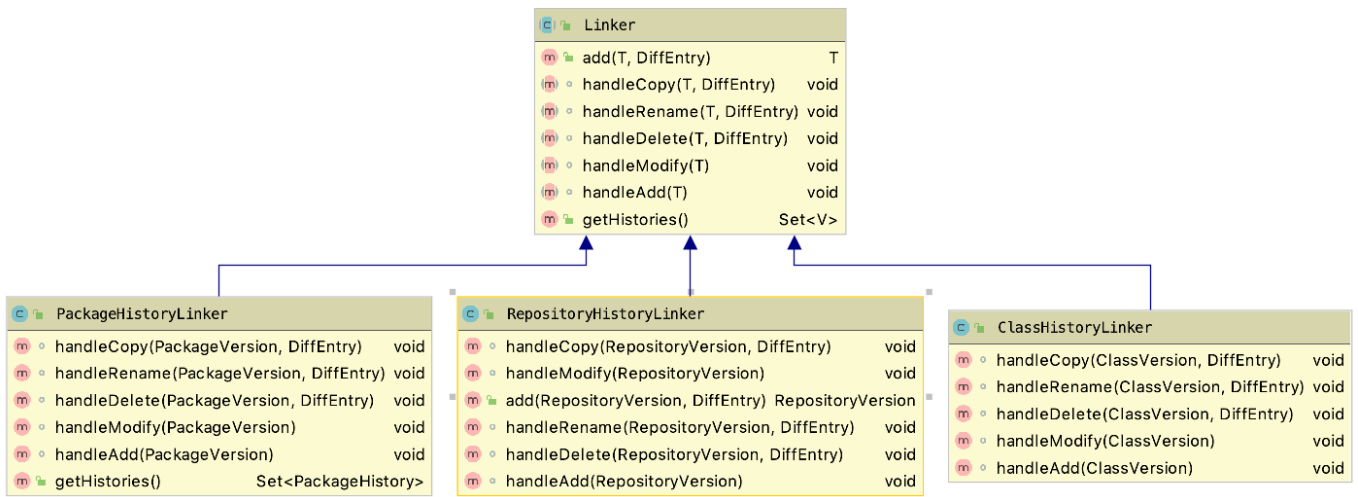 Linker
add(T, DiffEntry) T
handleCopy(T, DiffEntry) void
handleRename(T, DiffEntry) void
handleDelete(T, DiffEntry) void
handleModify(T) void
handleAdd(T) void
getHistories() Set<V>
PackageHistoryLinker
handleCopy(PackageVersion, DiffEntry) void
handleRename(PackageVersion, DiffEntry) void
handleDelete(PackageVersion, DiffEntry) void
handleModify(PackageVersion) void
handleAdd(PackageVersion) void
getHistories() Set<PackageHistory>
RepositoryHistoryLinker
handleCopy(RepositoryVersion, DiffEntry) void
handleModify(RepositoryVersion) void
add(RepositoryVersion, DiffEntry) RepositoryVersion
handleRename(RepositoryVersion, DiffEntry) void
handleDelete(RepositoryVersion, DiffEntry) void
handleAdd(RepositoryVersion) void
ClassHistoryLinker
handleCopy(ClassVersion, DiffEntry) void
handleRename(ClassVersion, DiffEntry) void
handleDelete(ClassVersion, DiffEntry) void
handleModify(ClassVersion) void
handleAdd(ClassVersion) void